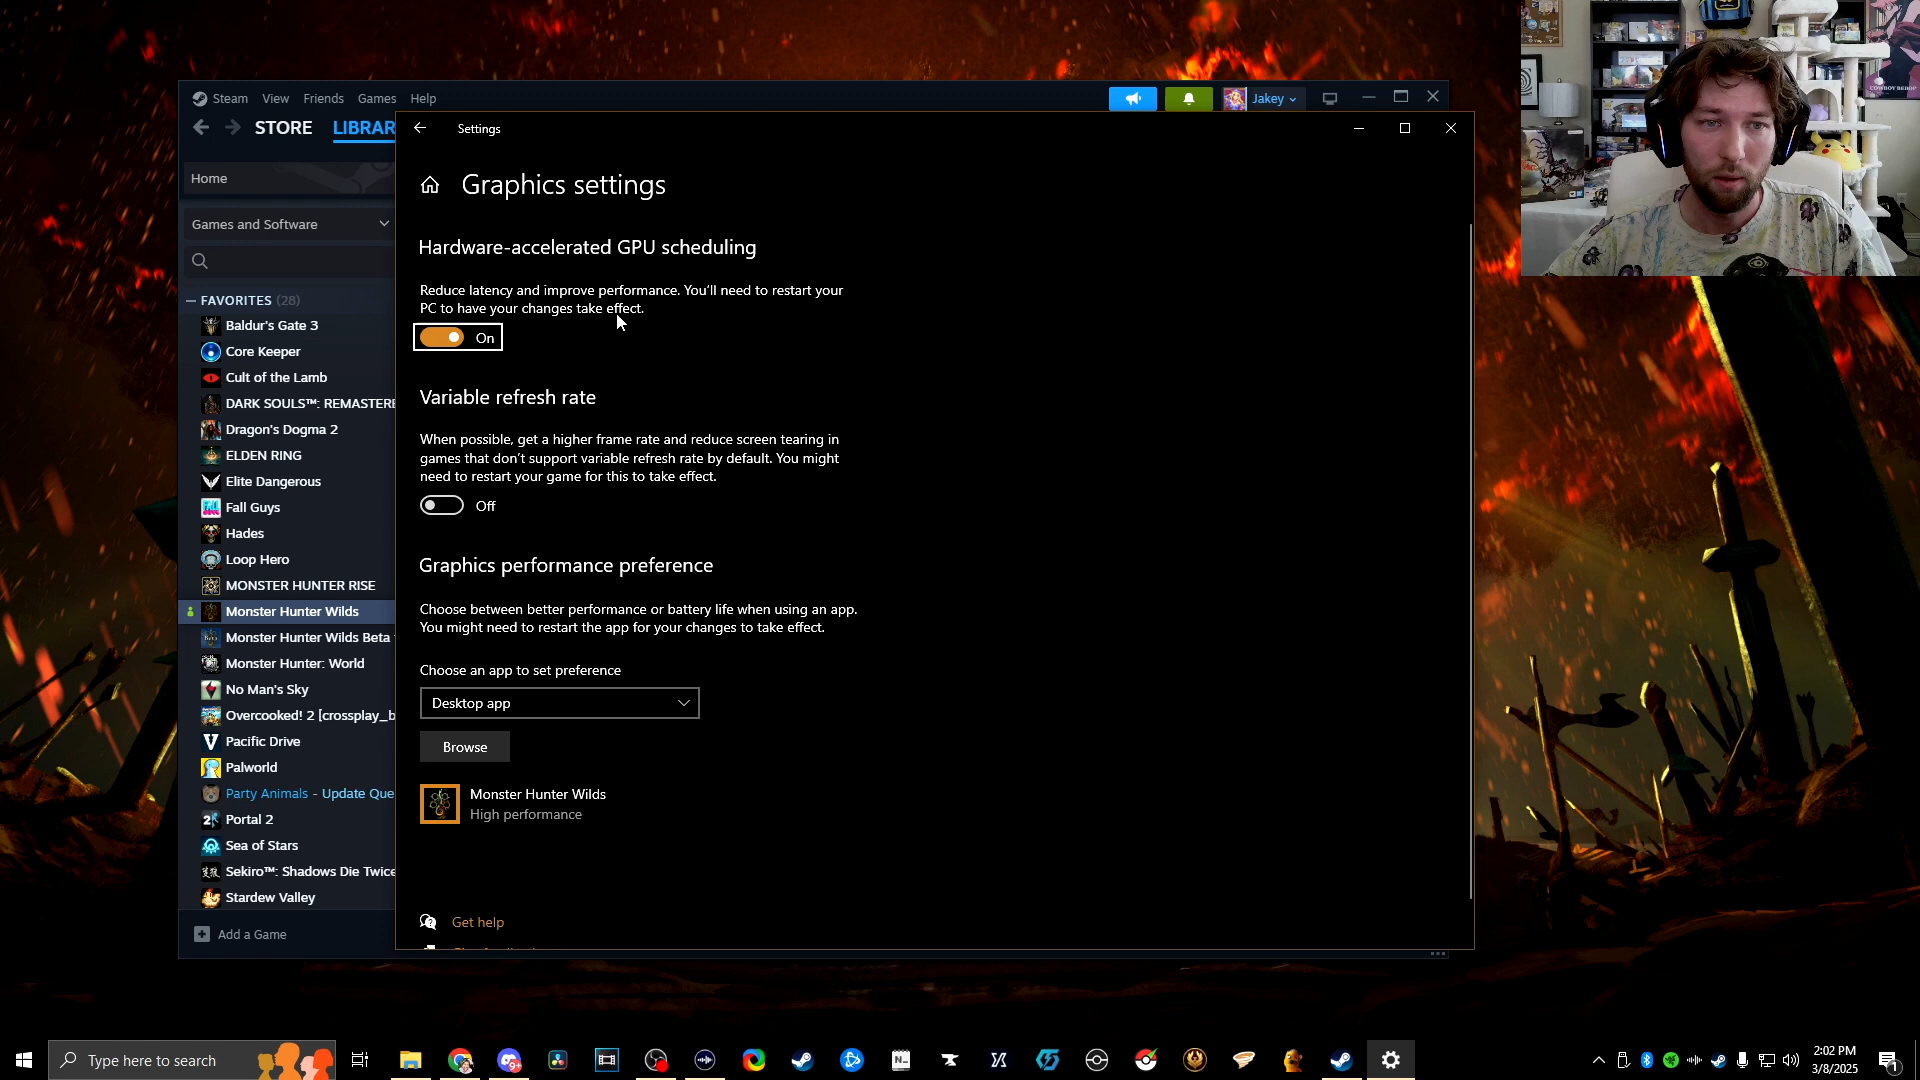 Steam View Friends Games Help
Jakey
STORE LIBRAR
Home
Games and Software
FAVORITES (28)
Baldur's Gate 3
Core Keeper
Cult of the Lamb
DARK SOULS™: REMASTERE
Dragon's Dogma 2
ELDEN RING
Elite Dangerous
Fall Guys
Hades
Loop Hero
MONSTER HUNTER RISE
Monster Hunter Wilds
Monster Hunter Wilds Beta
Monster Hunter: World
No Man's Sky
Overcooked! 2 [crossplay_b
Pacific Drive
Palworld
Party Animals - Update Que
Portal 2
Sea of Stars
Sekiro™: Shadows Die Twice
Stardew Valley
Add a Game
Settings
Graphics settings
Hardware-accelerated GPU scheduling
Reduce latency and improve performance. You'll need to restart your
PC to have your changes take effect.
On
Variable refresh rate
When possible, get a higher frame rate and reduce screen tearing in
games that don't support variable refresh rate by default. You might
need to restart your game for this to take effect.
Off
Graphics performance preference
Choose between better performance or battery life when using an app.
You might need to restart the app for your changes to take effect.
Choose an app to set preference
Desktop app
Browse
Monster Hunter Wilds
High performance
Get help
COWBOY BEBOP
Type here to search
2:02 PM
3/8/2025